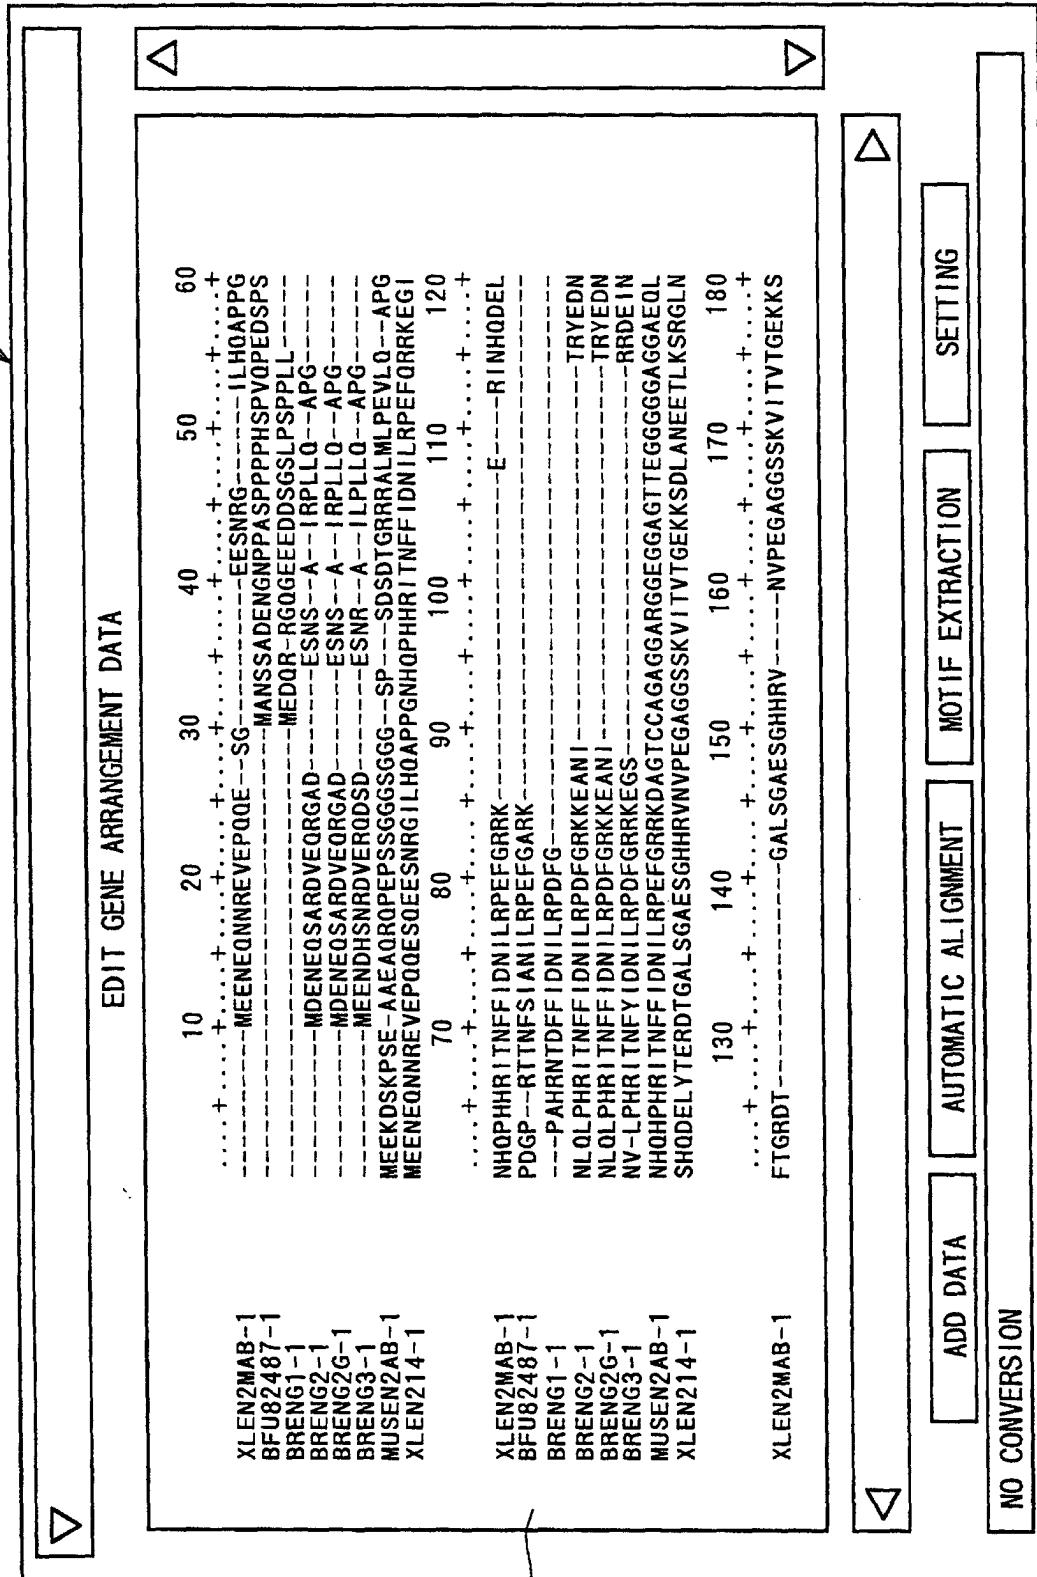 EDIT GENE ARRANGEMENT DATA
10 20 30 40 50 60
....+....+....+....+....+....+....+....+....+....+....+....+
XLEN2MAB-1 ----------MEENEQNNREVEPQQE--SG-----------EESNRG------ILHQAPPG
BFU82487-1 ------------------------------MANSSADENGNPPASPPPPHSPVQPEDSPS
BRENG1-1 ------------------------------MEDQR-RGQGEEEDDSGSLPSPPLL-----
BRENG2-1 ----------MDENEQSARDVEQRGAD-------ESNS--A--IRPLLQ--APG------
BRENG2G-1 ----------MDENEQSARDVEQRGAD-------ESNS--A--IRPLLQ--APG------
BRENG3-1 ----------MEENDHSNRDVERQDSD-------ESNR--A--ILPLLQ--APG------
MUSEN2AB-1 MEEKDSKPSE-AAEAQRQPEPSSGGGSGGG--SP---SDSDTGRRRALMLPEVLQ--APG
XLEN214-1 MEENEQNNREVEPQQESQEESNRGILHQAPPGNHQPHHRITNFFIDNILRPEFQRRKEGI
70 80 90 100 110 120
....+....+....+....+....+....+....+....+....+....+....+....+
XLEN2MAB-1 NHQPHHRITNFFIDNILRPEFGRRK----------------------E----RINHQDEL
BFU82487-1 PDGP--RTTNFSIANILRPEFGARK-----------------------------------
BRENG1-1 ---PAHRNTDFFIDNILRPDFG--------------------------------------
BRENG2-1 NLQLPHRITNFFIDNILRPDFGRKKEANI-------------------------TRYEDN
BRENG2G-1 NLQLPHRITNFFIDNILRPDFGRKKEANI-------------------------TRYEDN
BRENG3-1 NV-LPHRITNFYIDNILRPDFGRRKEGS--------------------------RRDEIN
MUSEN2AB-1 NHQHPHRITNFFIDNILRPEFGRRKDAGTCCAGAGGARGGEGGAGTTEGGGGGAGGAEQL
XLEN214-1 SHQDELYTERDTGALSGAESGHHRVNVPEGAGGSSKVITVTGEKKSDLANEETLKSRGLN
130 140 150 160 170 180
....+....+....+....+....+....+....+....+....+....+....+....+
XLEN2MAB-1 FTGRDT--------------GALSGAESGHHRV-----NVPEGAGGSSKVITVTGEKKS
ADD DATA AUTOMATIC ALIGNMENT MOTIF EXTRACTION SETTING
NO CONVERSION